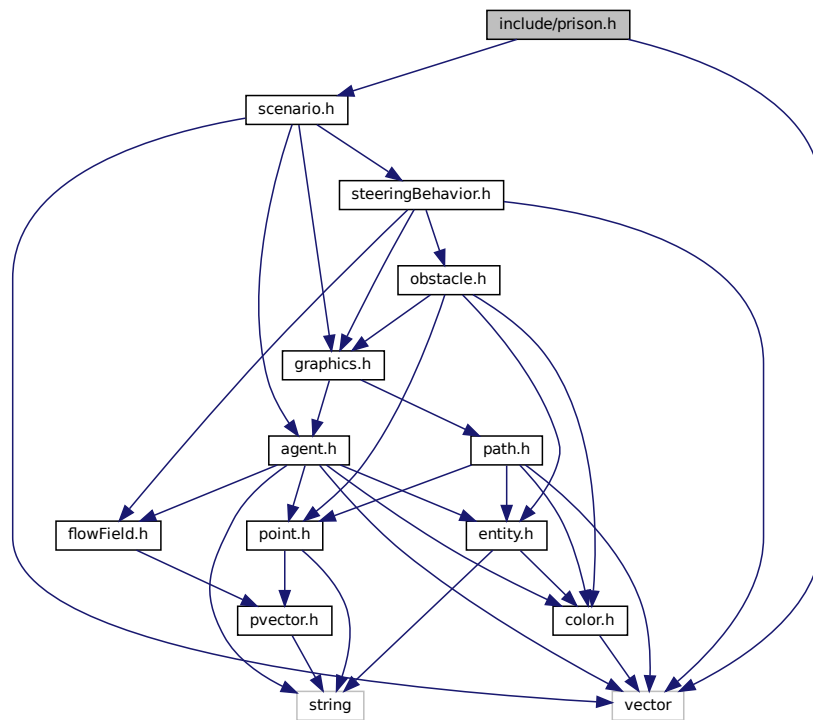 include/prison.h
scenario.h
steeringBehavior.h
obstacle.h
graphics.h
agent.h
path.h
flowField.h
point.h
entity.h
pvector.h
color.h
string
vector